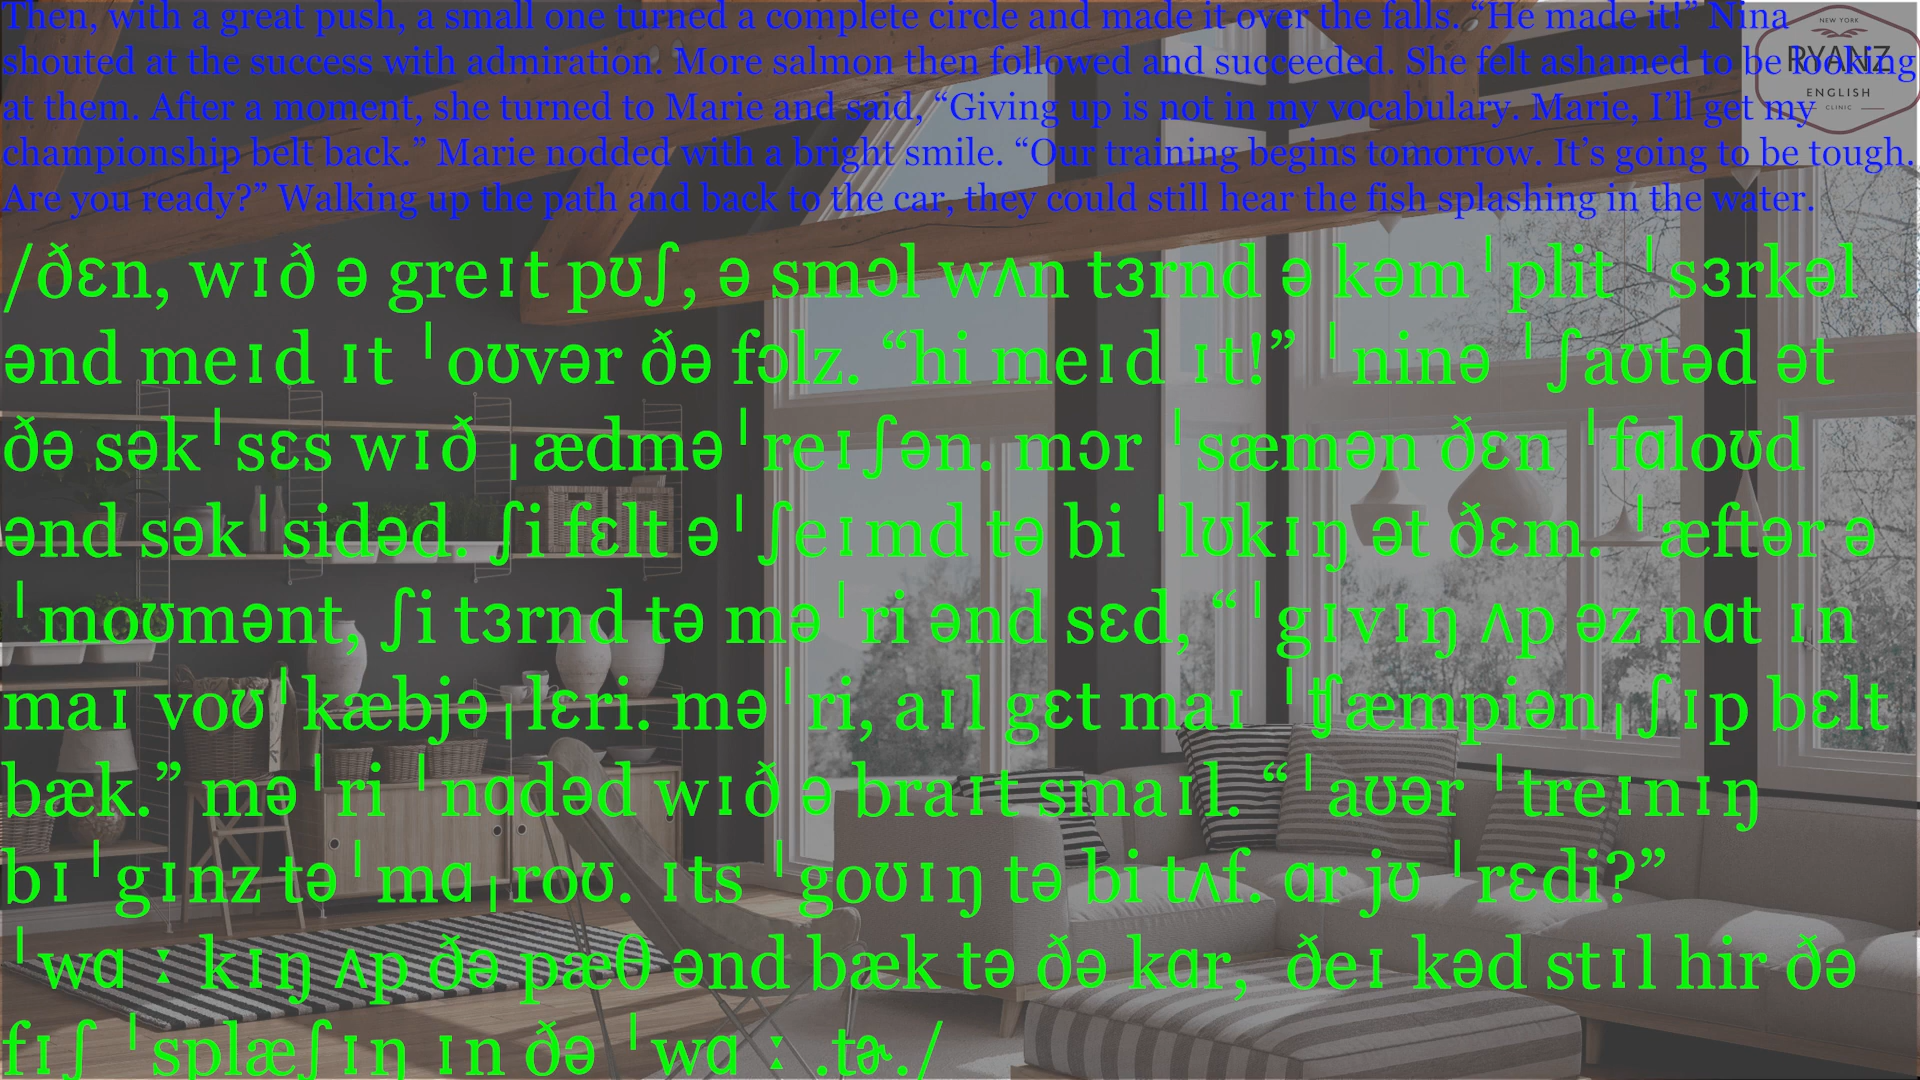 Then, with a great push, a small one turned a complete circle and made it over the falls. “He made it!” Nina
shouted at the success with admiration. More salmon then followed and succeeded. She felt ashamed to be looking
at them. After a moment, she turned to Marie and said, “Giving up is not in my vocabulary. Marie, I’ll get my
championship belt back.” Marie nodded with a bright smile. “Our training begins tomorrow. It’s going to be tough.
Are you ready?” Walking up the path and back to the car, they could still hear the fish splashing in the water.
NEW YORK
RYANZ
ENGLISH
CLINIC
/ðɛn, wɪð ə greɪt pʊʃ, ə smɔl wʌn tɜrnd ə kəmˈplit ˈsɜrkəl
ənd meɪd ɪt ˈoʊvər ðə fɔlz. “hi meɪd ɪt!” ˈninə ˈʃaʊtəd ət
ðə səkˈsɛs wɪð ˌædməˈreɪʃən. mɔr ˈsæmən ðɛn ˈfɑloʊd
ənd səkˈsidəd. ʃi fɛlt əˈʃeɪmd tə bi ˈlʊkɪŋ ət ðɛm. ˈæftər ə
ˈmoʊmənt, ʃi tɜrnd tə məˈri ənd sɛd, “ˈgɪvɪŋ ʌp əz nɑt ɪn
maɪ voʊˈkæbjəˌlɛri. məˈri, aɪl gɛt maɪ ˈʧæmpiənˌʃɪp bɛlt
bæk.” məˈri ˈnɑdəd wɪð ə braɪt smaɪl. “ˈaʊər ˈtreɪnɪŋ
bɪˈgɪnz təˈmɑˌroʊ. ɪts ˈgoʊɪŋ tə bi tʌf. ɑr jʊ ˈrɛdi?”
ˈwɑːkɪŋ ʌp ðə pæθ ənd bæk tə ðə kɑr, ðeɪ kəd stɪl hir ðə
fɪʃ ˈsplæʃɪŋ ɪn ðə ˈwɑː.tɚ./